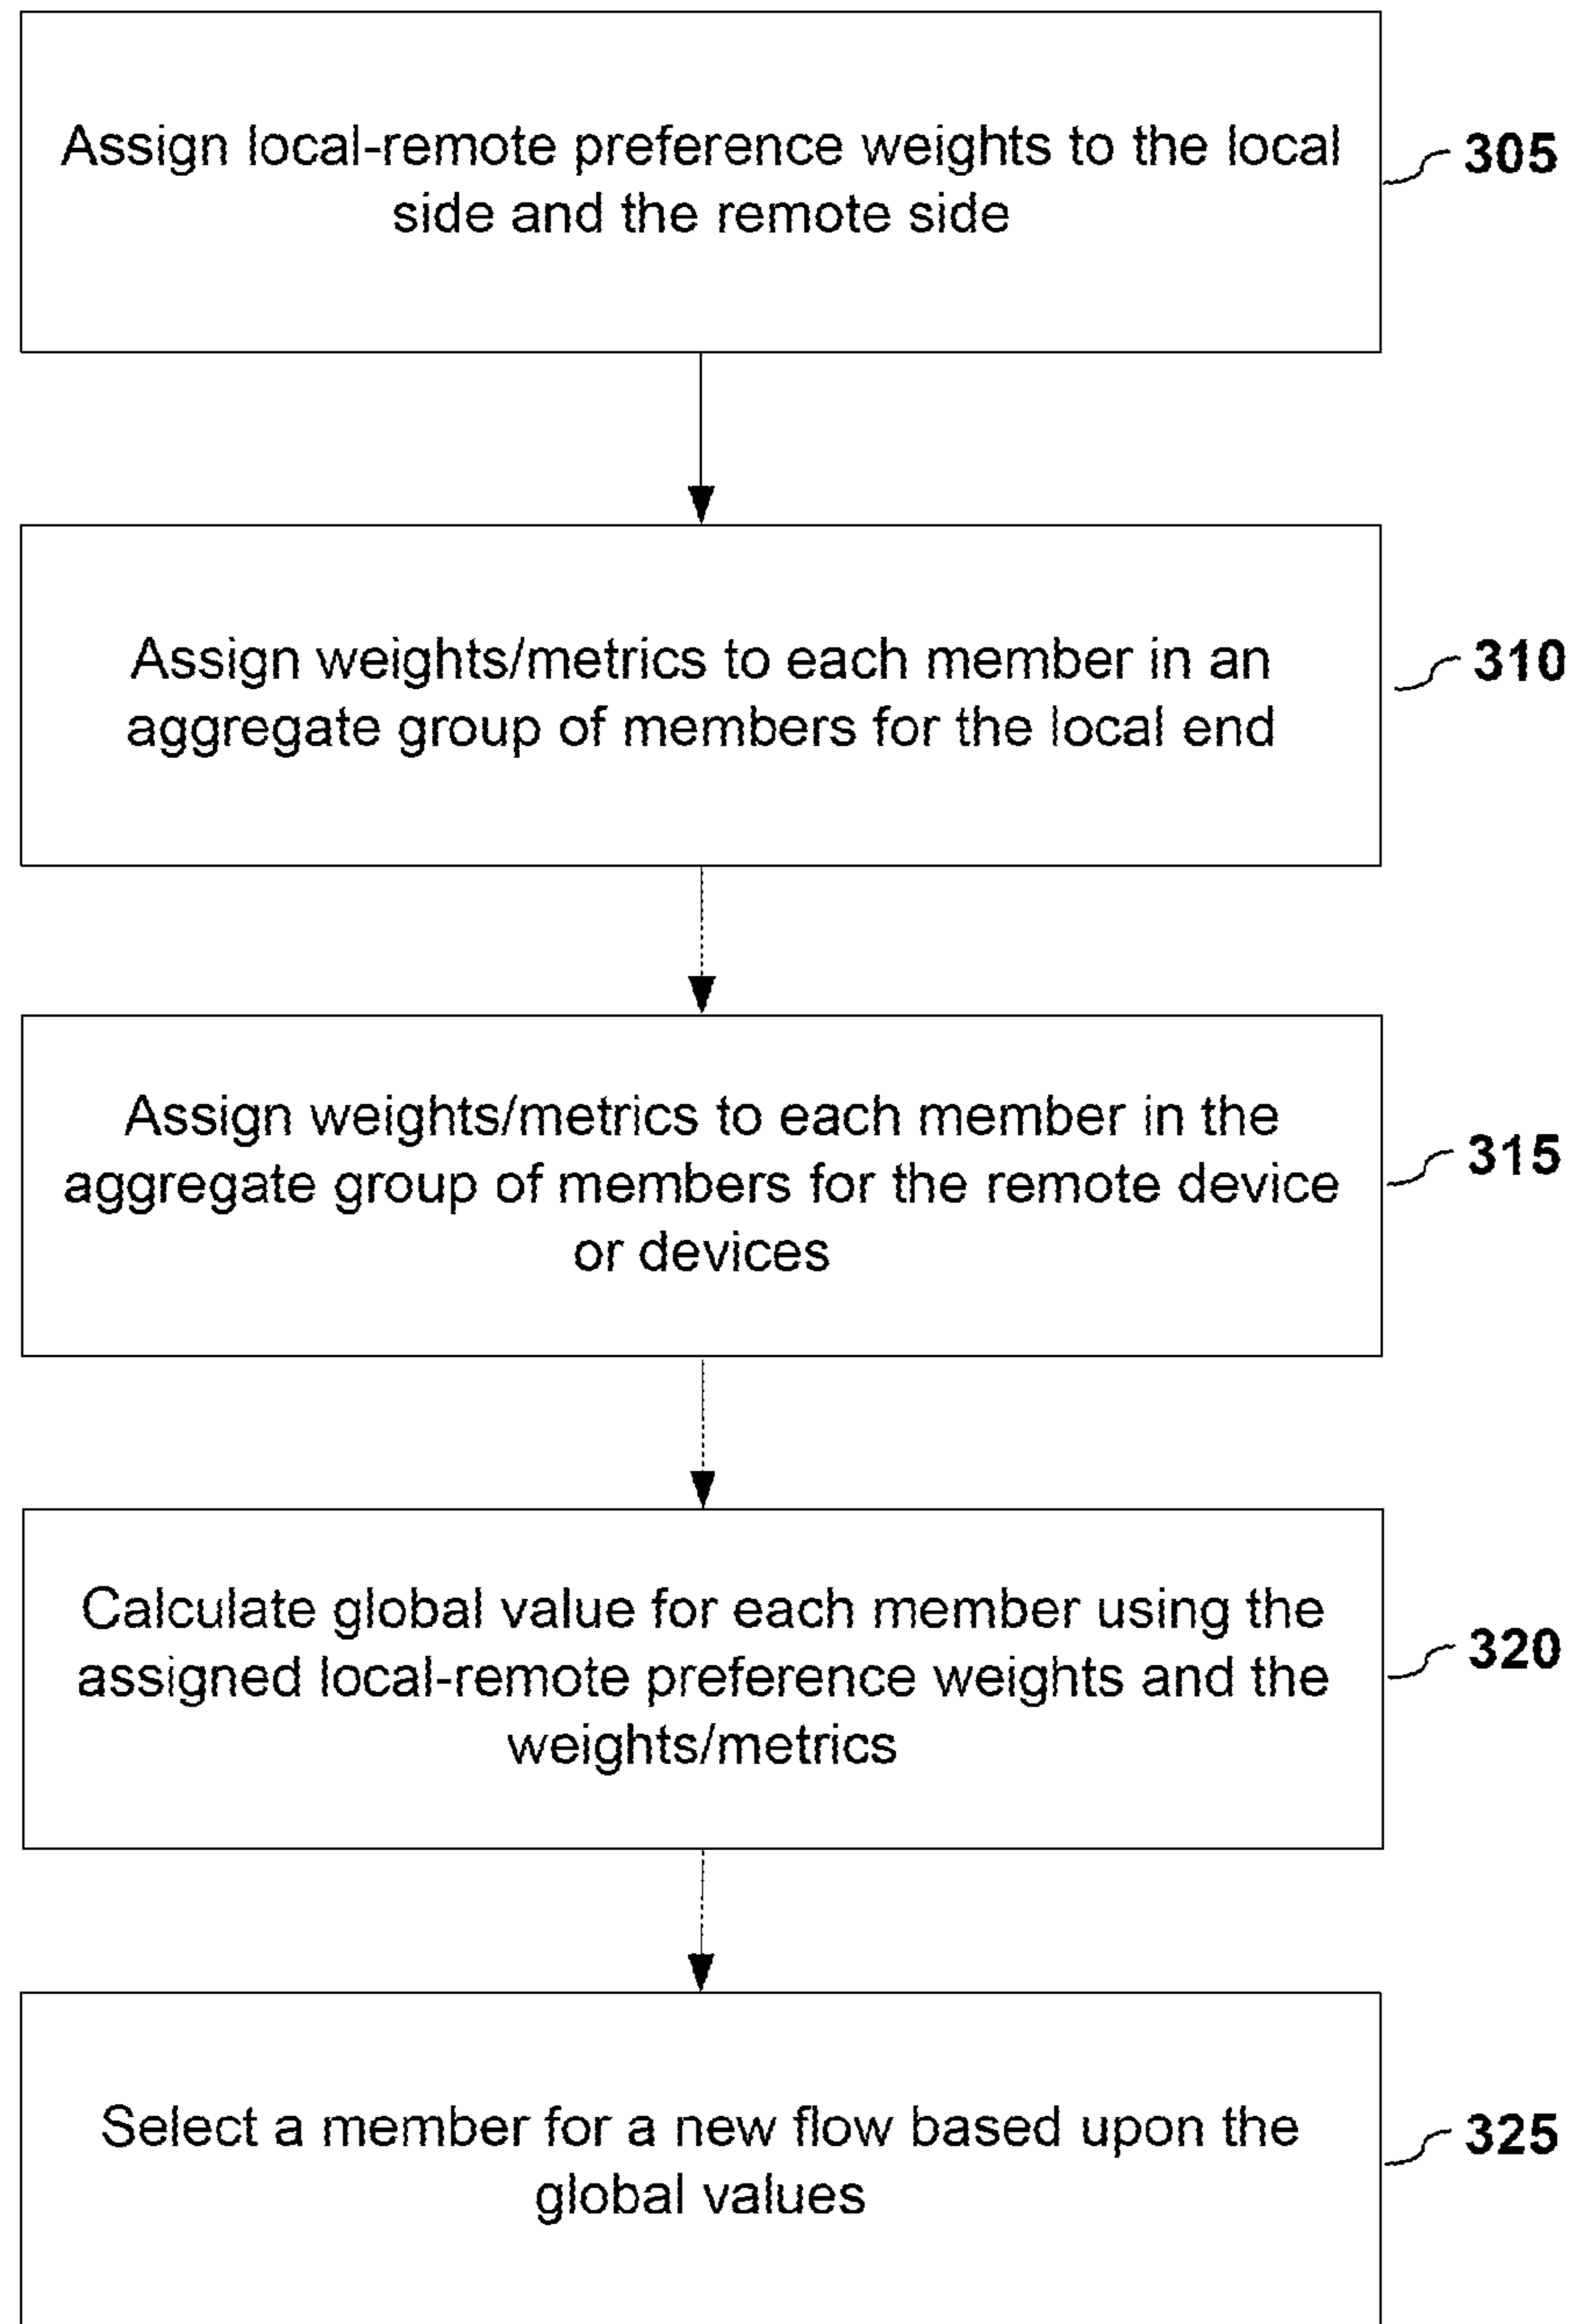 Assign local-remote preference weights to the local
side and the remote side
305
Assign weights/metrics to each member in an
aggregate group of members for the local end
310
Assign weights/metrics to each member in the
aggregate group of members for the remote device
or devices
315
Calculate global value for each member using the
assigned local-remote preference weights and the
weights/metrics
320
Select a member for a new flow based upon the
global values
325